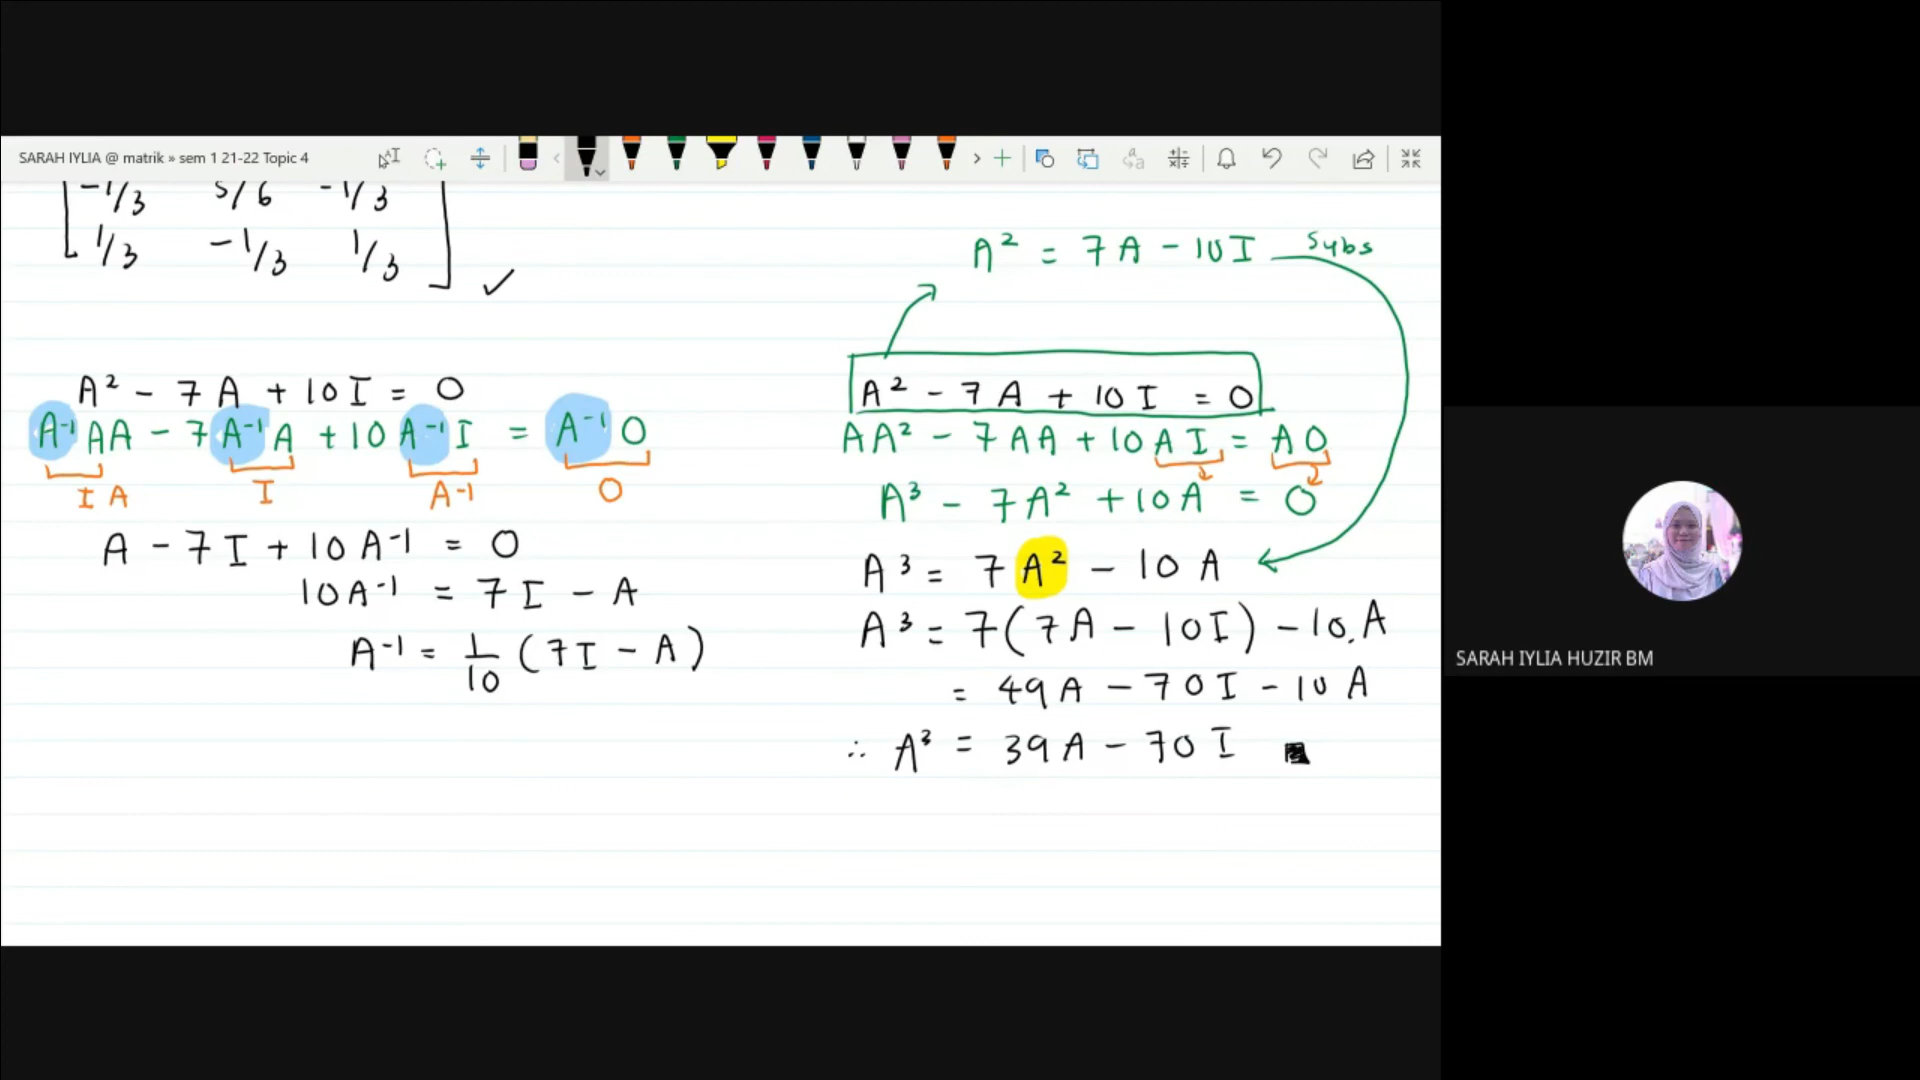 SARAH IYLIA @ matrik » sem 1 21-22 Topic 4
-1/3 5/6 -1/3
1/3 -1/3 1/3 ✓
A² - 7A + 10I = 0
A⁻¹AA - 7A⁻¹A + 10A⁻¹I = A⁻¹0
IA I A⁻¹ 0
A - 7I + 10A⁻¹ = 0
10A⁻¹ = 7I - A
A⁻¹ = 1/10 (7I - A)
A² = 7A - 10I subs
A² - 7A + 10I = 0
AA² - 7AA + 10AI = A0
A³ - 7A² + 10A = 0
A³ = 7A² - 10A
A³ = 7(7A - 10I) - 10.A
= 49A - 70I - 10A
∴ A³ = 39A - 70I
SARAH IYLIA HUZIR BM